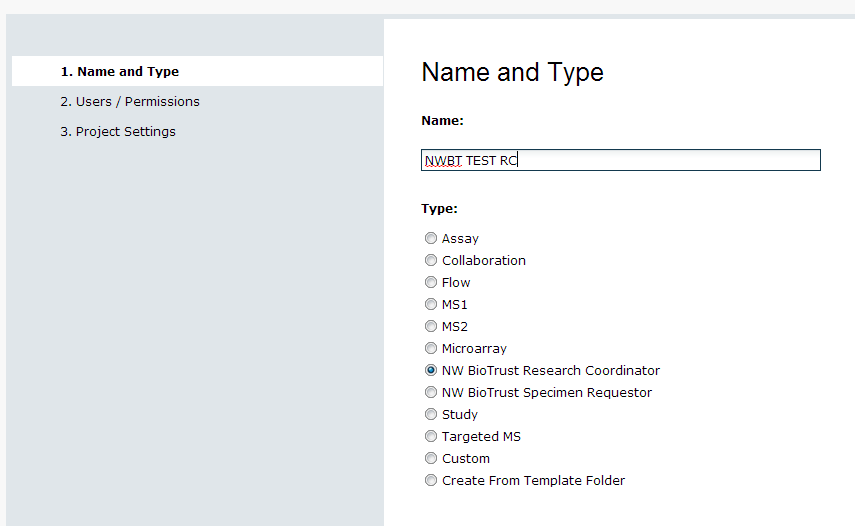 1. Name and Type
2. Users / Permissions
3. Project Settings
Name and Type
Name:
NWBT TEST RC
Type:
Assay
Collaboration
Flow
MS1
MS2
Microarray
NW BioTrust Research Coordinator
NW BioTrust Specimen Requestor
Study
Targeted MS
Custom
Create From Template Folder